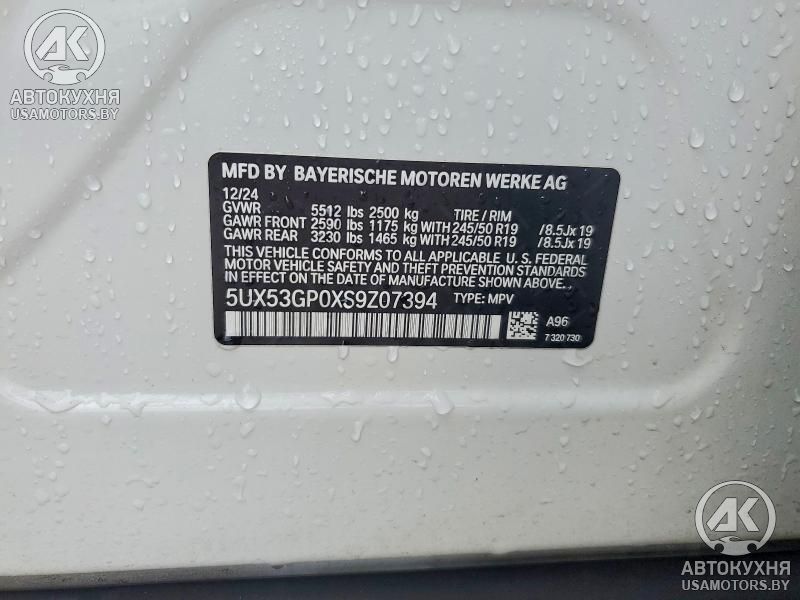 AK
АВТОКУХНЯ
USAMOTORS.BY
MFD BY BAYERISCHE MOTOREN WERKE AG
12/24
GVWR 5512 lbs 2500 kg TIRE / RIM
GAWR FRONT 2590 lbs 1175 kg WITH 245/50 R19 /8.5Jx19
GAWR REAR 3230 lbs 1465 kg WITH 245/50 R19 /8.5Jx19
THIS VEHICLE CONFORMS TO ALL APPLICABLE U. S. FEDERAL
MOTOR VEHICLE SAFETY AND THEFT PREVENTION STANDARDS
IN EFFECT ON THE DATE OF MANUFACTURE SHOWN ABOVE.
5UX53GP0XS9Z07394 TYPE: MPV
A96
7 320 730
AK
АВТОКУХНЯ
USAMOTORS.BY